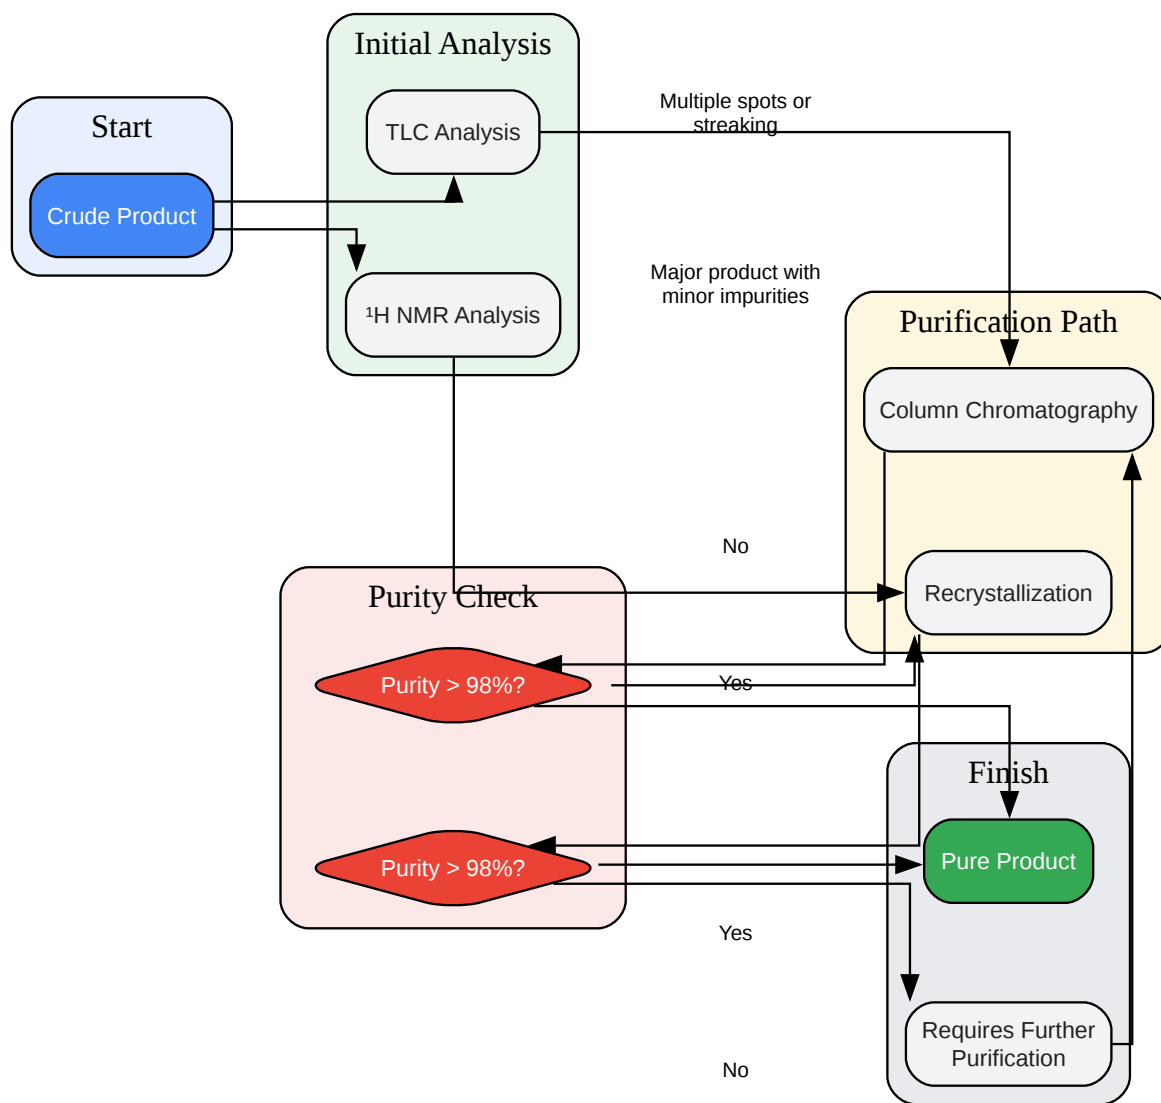 Initial Analysis
Start
TLC Analysis
Multiple spots or
streaking
Crude Product
¹H NMR Analysis
Major product with
minor impurities
Purification Path
Column Chromatography
No
Recrystallization
Purity Check
Purity > 98%?
Yes
Finish
Purity > 98%?
Pure Product
Yes
Requires Further
Purification
No